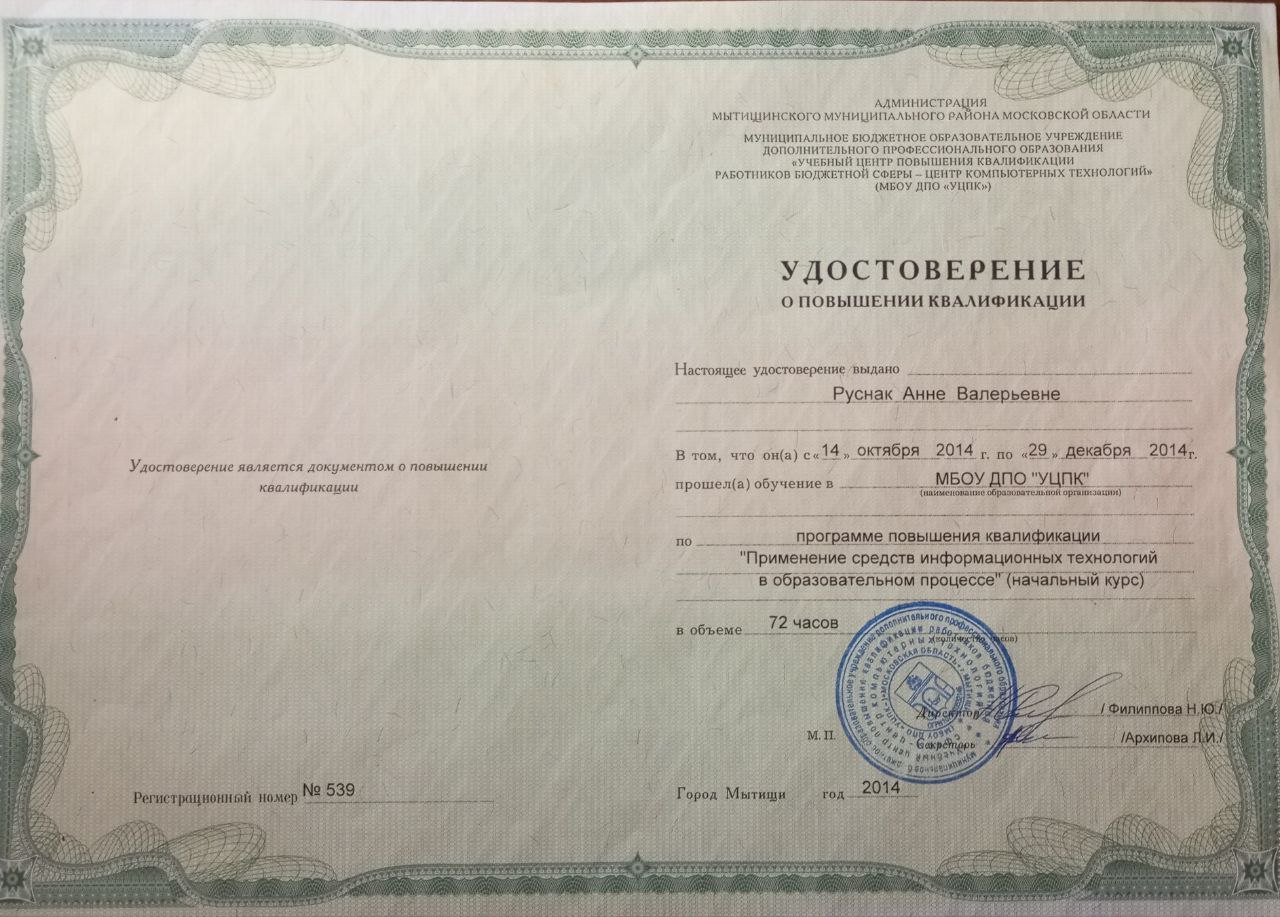 АДМИНИСТРАЦИЯ
МЫТИЩИНСКОГО МУНИЦИПАЛЬНОГО РАЙОНА МОСКОВСКОЙ ОБЛАСТИ
МУНИЦИПАЛЬНОЕ БЮДЖЕТНОЕ ОБРАЗОВАТЕЛЬНОЕ УЧРЕЖДЕНИЕ
ДОПОЛНИТЕЛЬНОГО ПРОФЕССИОНАЛЬНОГО ОБРАЗОВАНИЯ
«УЧЕБНЫЙ ЦЕНТР ПОВЫШЕНИЯ КВАЛИФИКАЦИИ
РАБОТНИКОВ БЮДЖЕТНОЙ СФЕРЫ – ЦЕНТР КОМПЬЮТЕРНЫХ ТЕХНОЛОГИЙ»
(МБОУ ДПО «УЦПК»)
УДОСТОВЕРЕНИЕ
О ПОВЫШЕНИИ КВАЛИФИКАЦИИ
Настоящее удостоверение выдано
Руснак Анне Валерьевне
В том, что он(а) с «14» октября 2014 г. по «29» декабря 2014г.
прошел(а) обучение в МБОУ ДПО "УЦПК"
(наименование образовательной организации)
по программе повышения квалификации
"Применение средств информационных технологий
в образовательном процессе" (начальный курс)
в объеме 72 часов
(количество часов)
Директор / Филиппова Н.Ю./
М. П.
Секретарь /Архипова Л.И./
Город Мытищи год 2014
Удостоверение является документом о повышении
квалификации
Регистрационный номер № 539